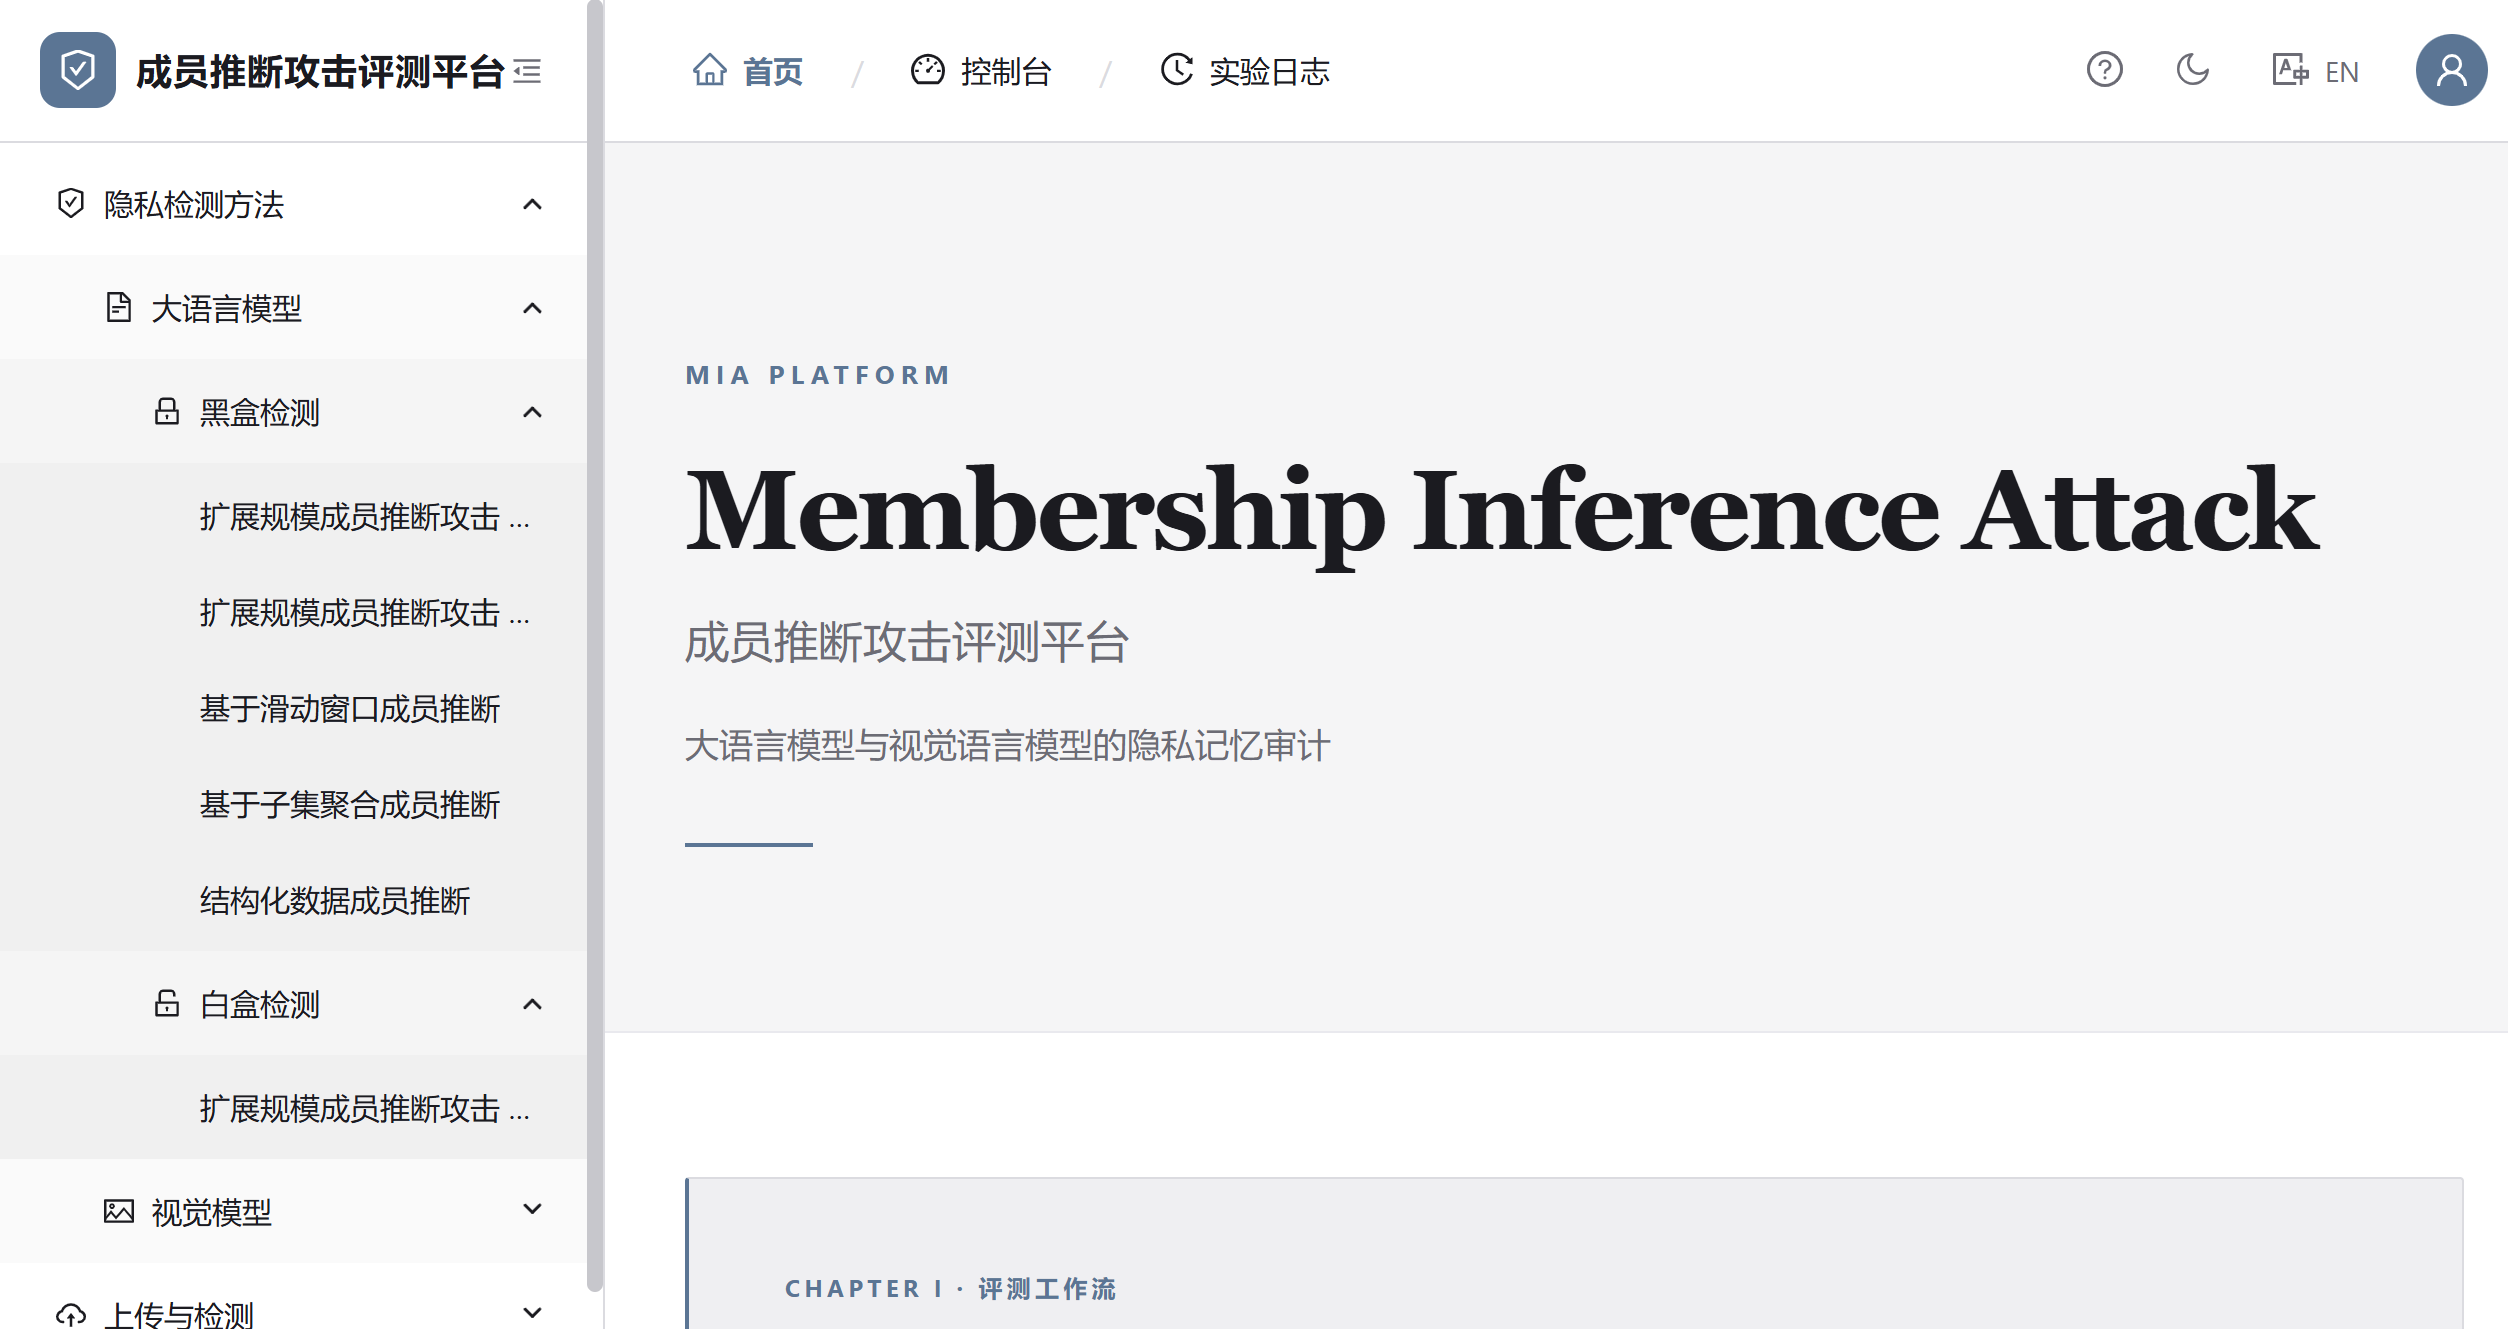 成员推断攻击评测平台
首页 / 控制台 / 实验日志
EN
隐私检测方法
大语言模型
黑盒检测
扩展规模成员推断攻击 ...
扩展规模成员推断攻击 ...
基于滑动窗口成员推断
基于子集聚合成员推断
结构化数据成员推断
白盒检测
扩展规模成员推断攻击 ...
视觉模型
上传与检测
MIA PLATFORM
Membership Inference Attack
成员推断攻击评测平台
大语言模型与视觉语言模型的隐私记忆审计
CHAPTER I · 评测工作流